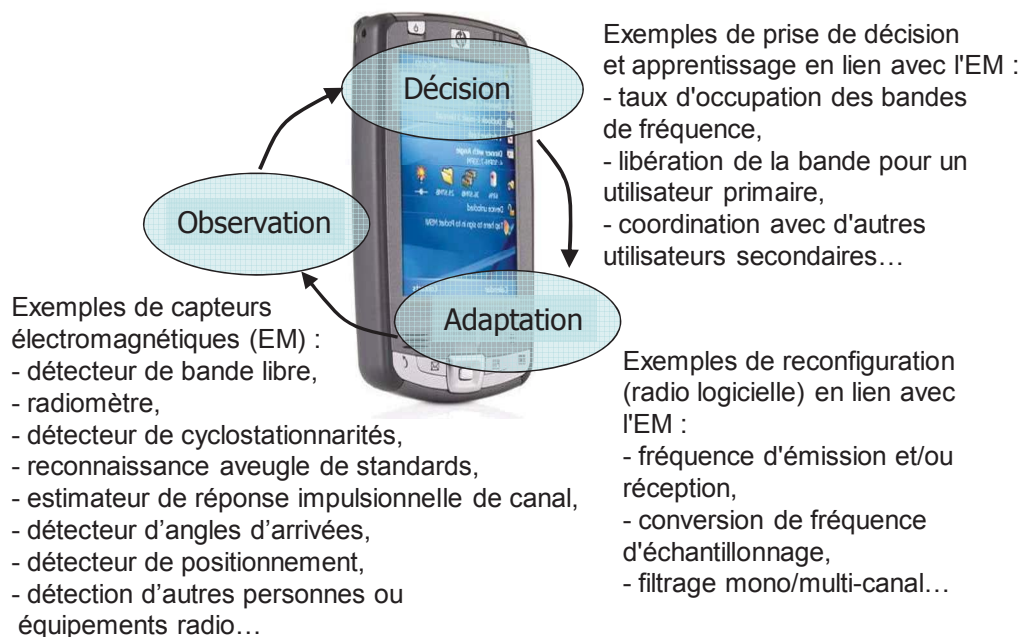 Décision
Observation
Adaptation
Exemples de prise de décision
et apprentissage en lien avec l'EM :
- taux d'occupation des bandes
de fréquence,
- libération de la bande pour un
utilisateur primaire,
- coordination avec d'autres
utilisateurs secondaires…
Exemples de capteurs
électromagnétiques (EM) :
- détecteur de bande libre,
- radiomètre,
- détecteur de cyclostationnarités,
- reconnaissance aveugle de standards,
- estimateur de réponse impulsionnelle de canal,
- détecteur d’angles d’arrivées,
- détecteur de positionnement,
- détection d’autres personnes ou
équipements radio…
Exemples de reconfiguration
(radio logicielle) en lien avec
l'EM :
- fréquence d'émission et/ou
réception,
- conversion de fréquence
d'échantillonnage,
- filtrage mono/multi-canal…
Device unlocked